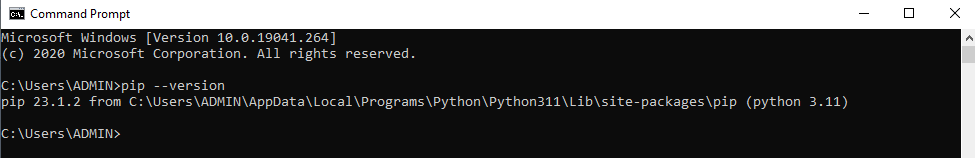 Command Prompt
Microsoft Windows [Version 10.0.19041.264]
(c) 2020 Microsoft Corporation. All rights reserved.
C:\Users\ADMIN>pip --version
pip 23.1.2 from C:\Users\ADMIN\AppData\Local\Programs\Python\Python311\Lib\site-packages\pip (python 3.11)
C:\Users\ADMIN>